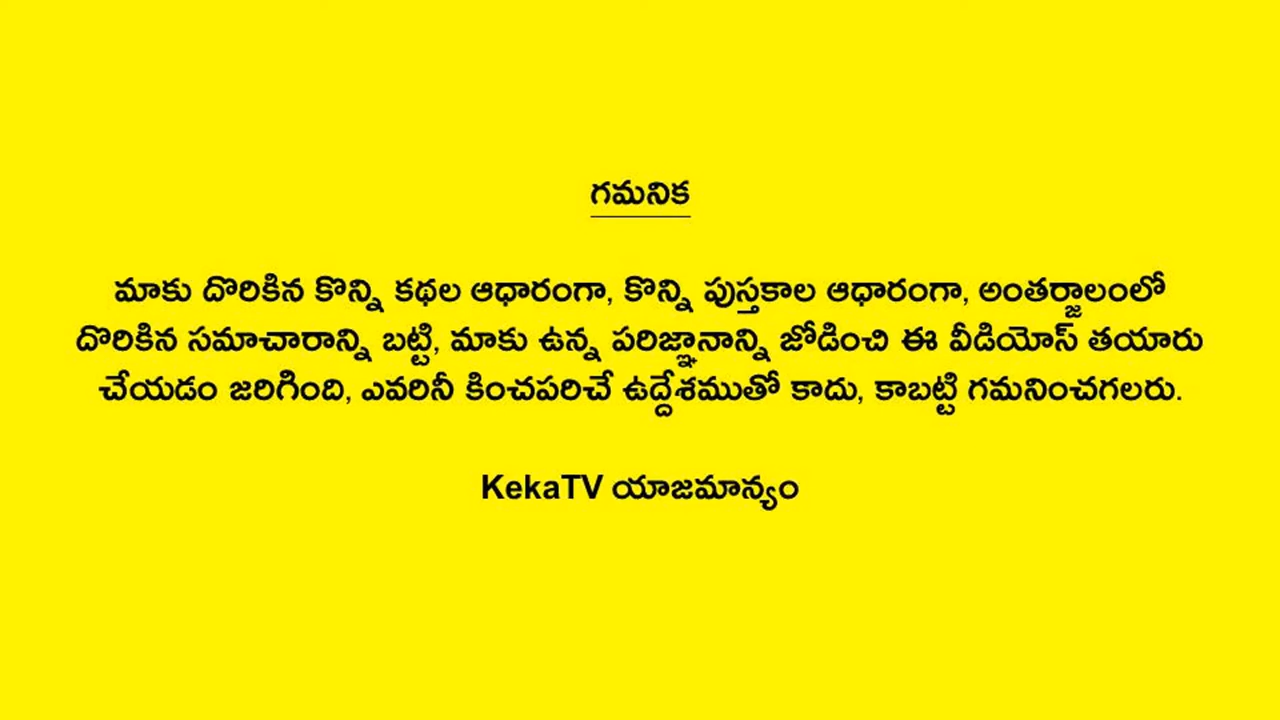 గమనిక
మాకు దొరికిన కొన్ని కథల ఆధారంగా, కొన్ని పుస్తకాల ఆధారంగా, అంతర్జాలంలో
దొరికిన సమాచారాన్ని బట్టి, మాకు ఉన్న పరిజ్ఞానాన్ని జోడించి ఈ వీడియోస్ తయారు
చేయడం జరిగింది, ఎవరినీ కించపరిచే ఉద్దేశముతో కాదు, కాబట్టి గమనించగలరు.
KekaTV యాజమాన్యం